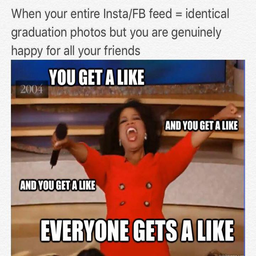 When your entire Insta/FB feed = identical
graduation photos but you are genuinely
happy for all your friends
YOU GET A LIKE
2004
AND YOU GET A LIKE
AND YOU GET A LIKE
EVERYONE GETS A LIKE